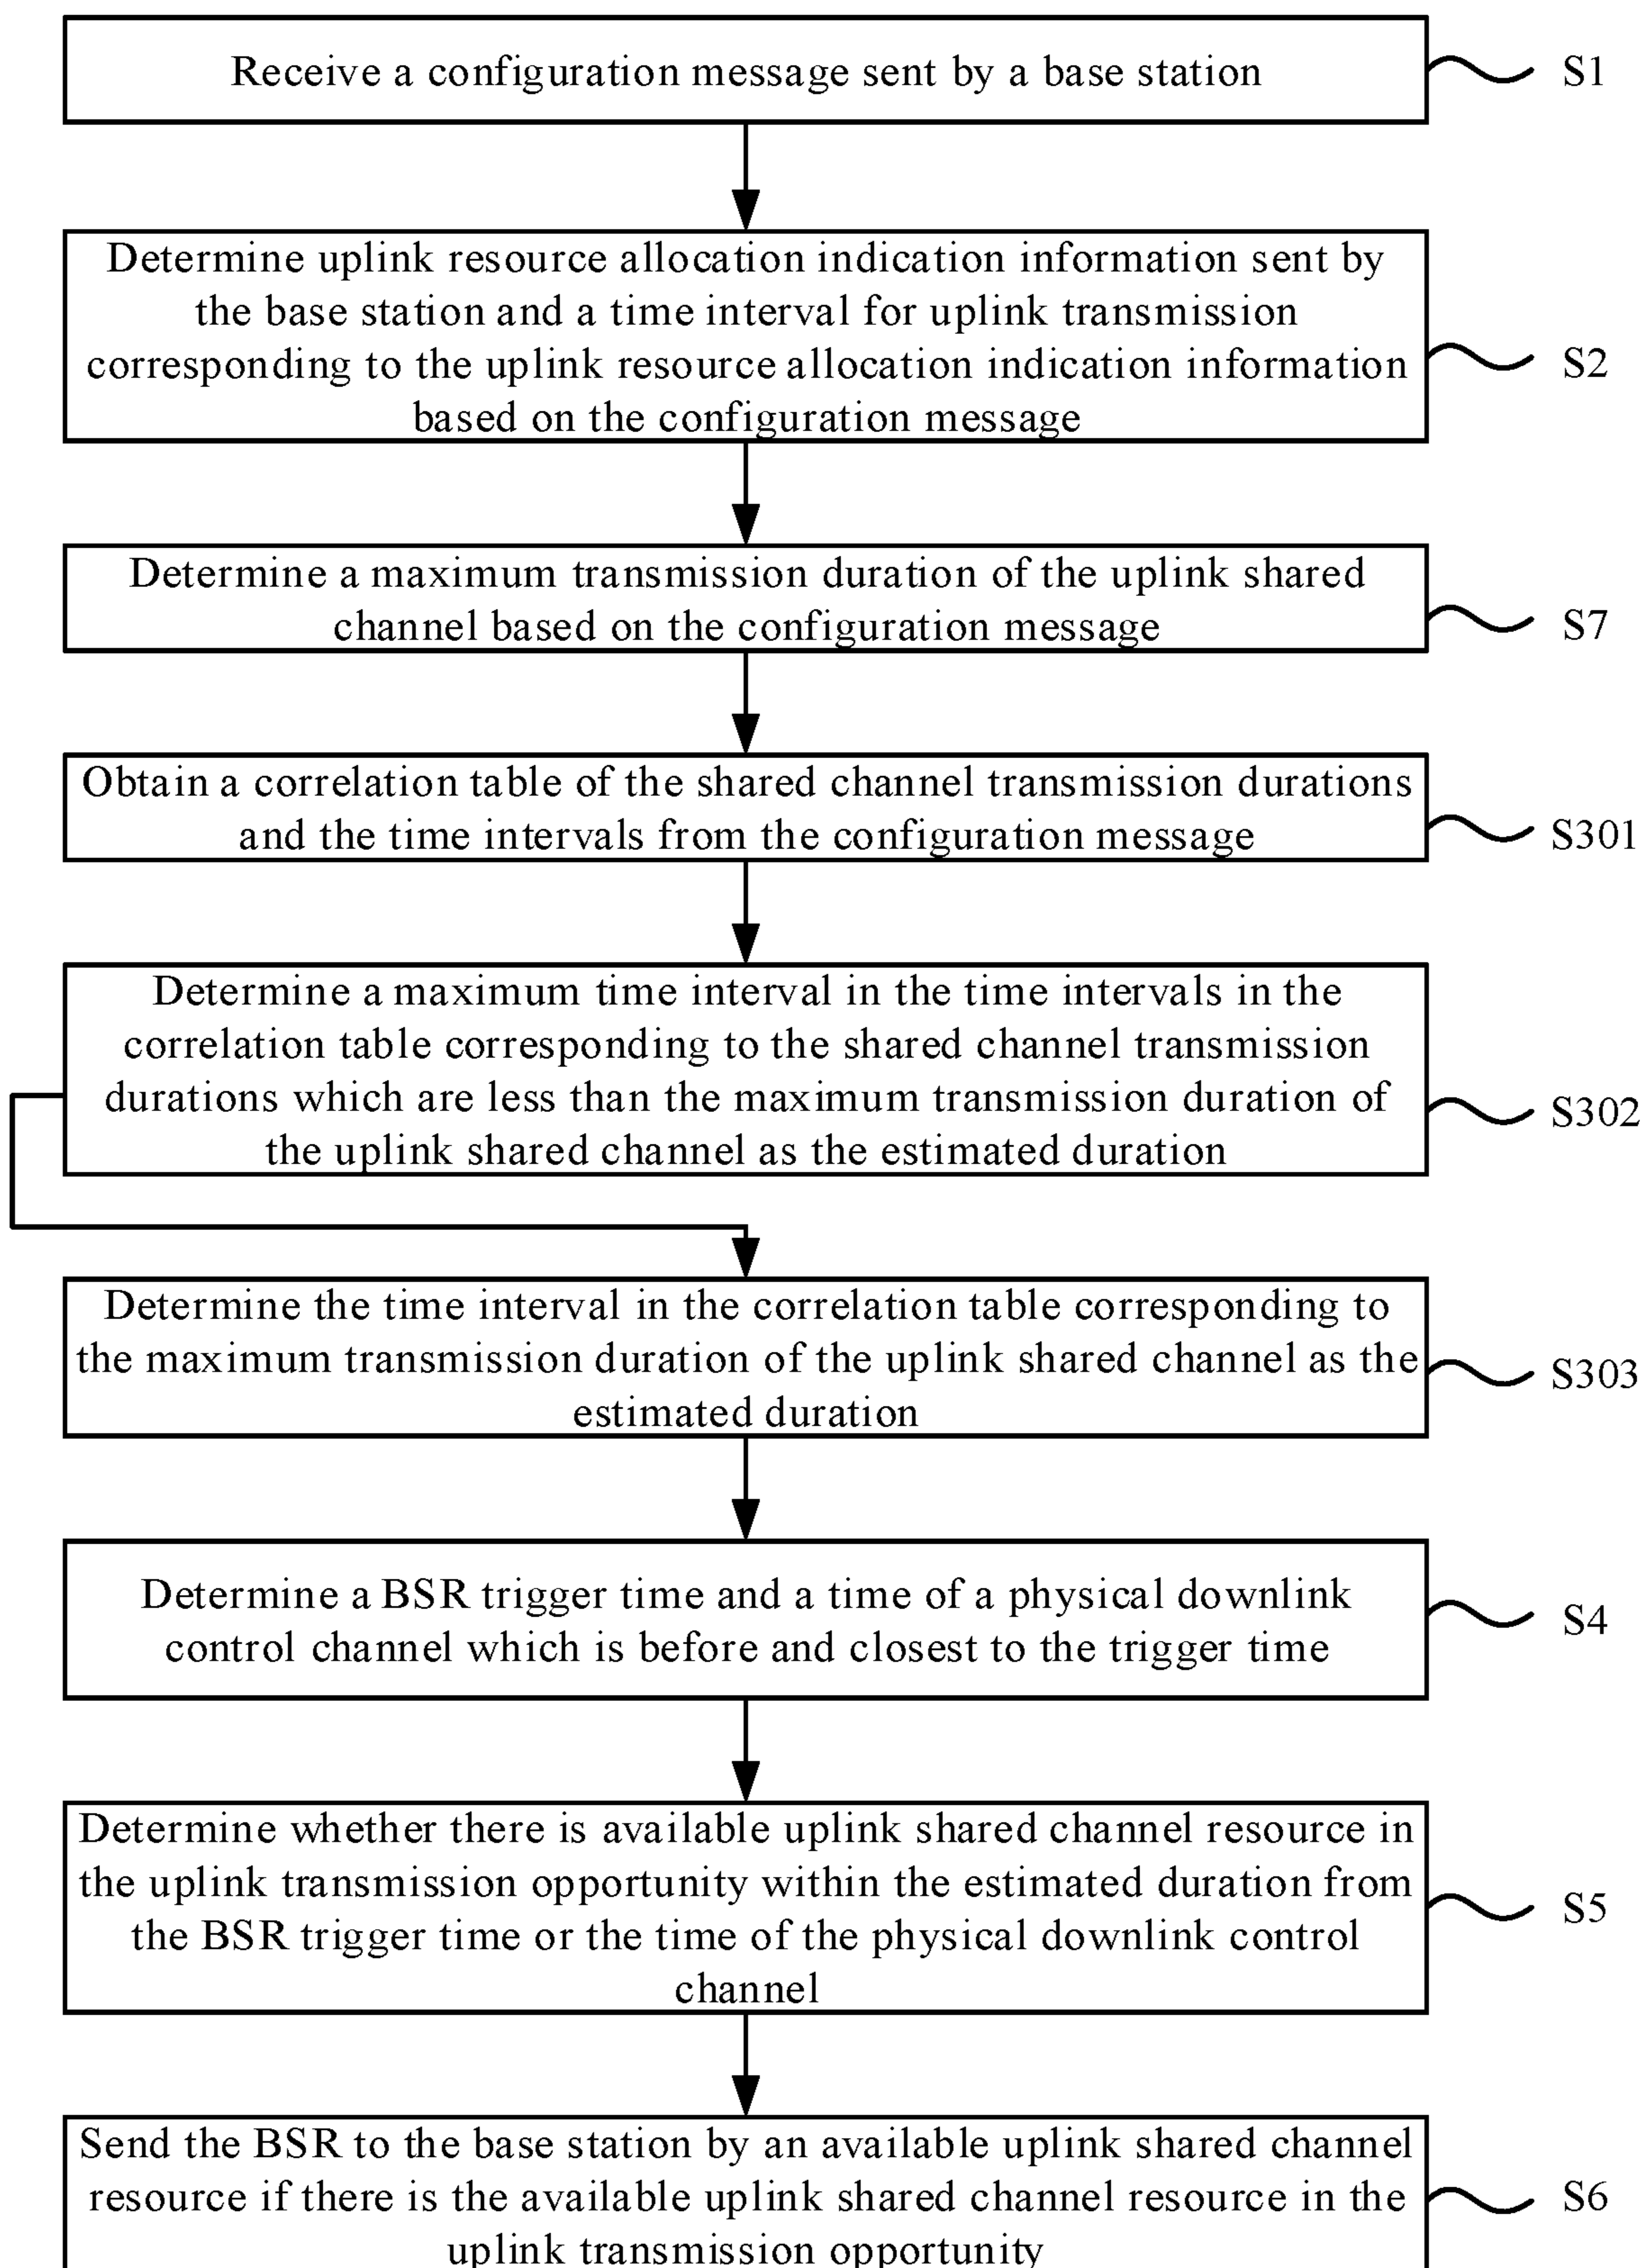 Receive a configuration message sent by a base station
S1
Determine uplink resource allocation indication information sent by
the base station and a time interval for uplink transmission
corresponding to the uplink resource allocation indication information
based on the configuration message
S2
Determine a maximum transmission duration of the uplink shared
channel based on the configuration message
S7
Obtain a correlation table of the shared channel transmission durations
and the time intervals from the configuration message
S301
Determine a maximum time interval in the time intervals in the
correlation table corresponding to the shared channel transmission
durations which are less than the maximum transmission duration of
the uplink shared channel as the estimated duration
S302
Determine the time interval in the correlation table corresponding to
the maximum transmission duration of the uplink shared channel as the
estimated duration
S303
Determine a BSR trigger time and a time of a physical downlink
control channel which is before and closest to the trigger time
S4
Determine whether there is available uplink shared channel resource in
the uplink transmission opportunity within the estimated duration from
the BSR trigger time or the time of the physical downlink control
channel
S5
Send the BSR to the base station by an available uplink shared channel
resource if there is the available uplink shared channel resource in the
uplink transmission opportunity
S6